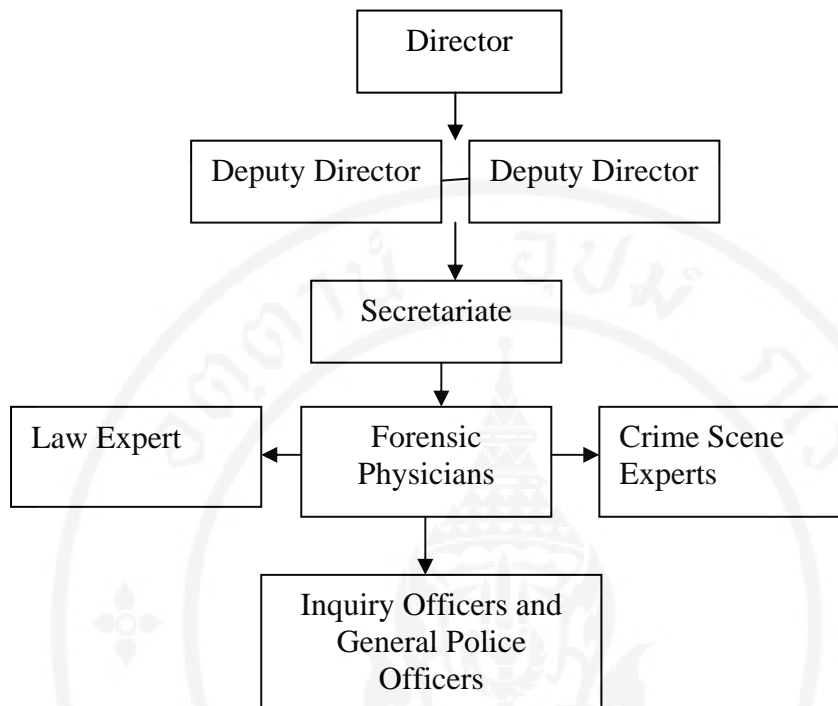 Director
Deputy Director
Deputy Director
Secretariate
Law Expert
Forensic
Physicians
Crime Scene
Experts
Inquiry Officers and
General Police
Officers